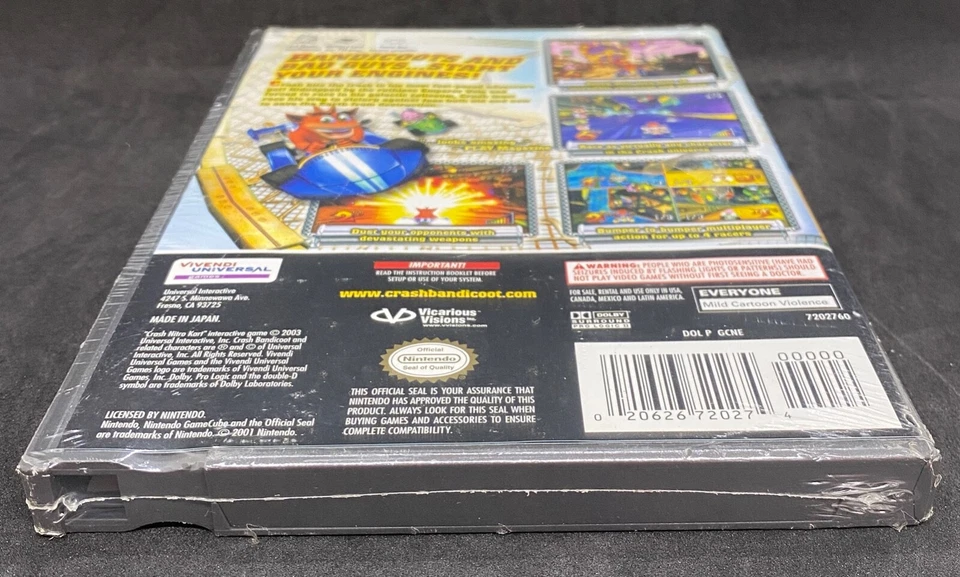 YOUR ENGINES!
Dust your opponents with
devastating weapons
Bumper to bumper multiplayer
action for up to 4 racers
VIVENDI
UNIVERSAL
games
Universal Interactive
4247 S. Minnewawa Ave.
Fresno, CA 93725
MADE IN JAPAN.
"Crash Nitro Kart" interactive game © 2003
Universal Interactive, Inc. Crash Bandicoot and
related characters are ® and © of Universal
Interactive, Inc. All Rights Reserved. Vivendi
Universal Games and the Vivendi Universal
Games logo are trademarks of Vivendi Universal
Games, Inc. Dolby, Pro Logic and the double-D
symbol are trademarks of Dolby Laboratories.
LICENSED BY NINTENDO.
Nintendo, Nintendo GameCube and the Official Seal
are trademarks of Nintendo. © 2001 Nintendo.
IMPORTANT!
READ THE INSTRUCTION BOOKLET BEFORE
SETUP OR USE OF YOUR SYSTEM.
www.crashbandicoot.com
Vicarious
Visions Inc.
www.vvisions.com
Official
Nintendo
Seal of Quality
THIS OFFICIAL SEAL IS YOUR ASSURANCE THAT
NINTENDO HAS APPROVED THE QUALITY OF THIS
PRODUCT. ALWAYS LOOK FOR THIS SEAL WHEN
BUYING GAMES AND ACCESSORIES TO ENSURE
COMPLETE COMPATIBILITY.
WARNING: PEOPLE WHO ARE PHOTOSENSITIVE (HAVE HAD
SEIZURES INDUCED BY FLASHING LIGHTS OR PATTERNS) SHOULD
NOT PLAY VIDEO GAMES WITHOUT FIRST SEEING A DOCTOR.
FOR SALE, RENTAL AND USE ONLY IN USA,
CANADA, MEXICO AND LATIN AMERICA.
EVERYONE
Mild Cartoon Violence
7202760
DOLBY
SURROUND
PRO LOGIC II
DOL P GCNE
00000
0 20626 72027 4